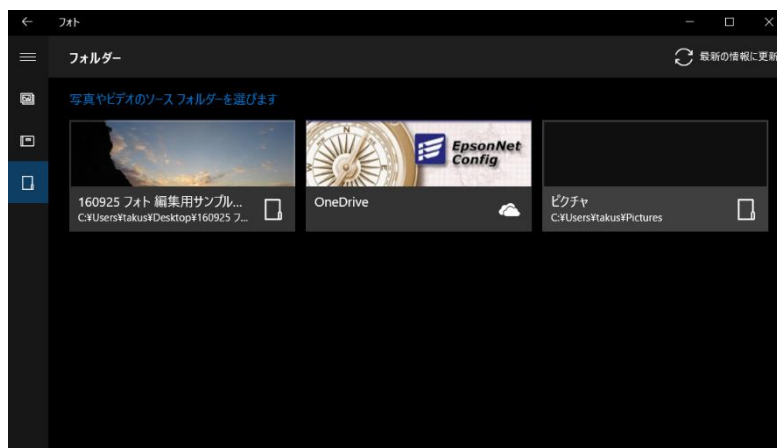 フォト
フォルダー
最新の情報に更新
写真やビデオのソース フォルダーを選びます
N
EpsonNet
Config
160925 フォト 編集用サンプル...
C:¥Users¥takus¥Desktop¥160925 フ...
OneDrive
ピクチャ
C:¥Users¥takus¥Pictures